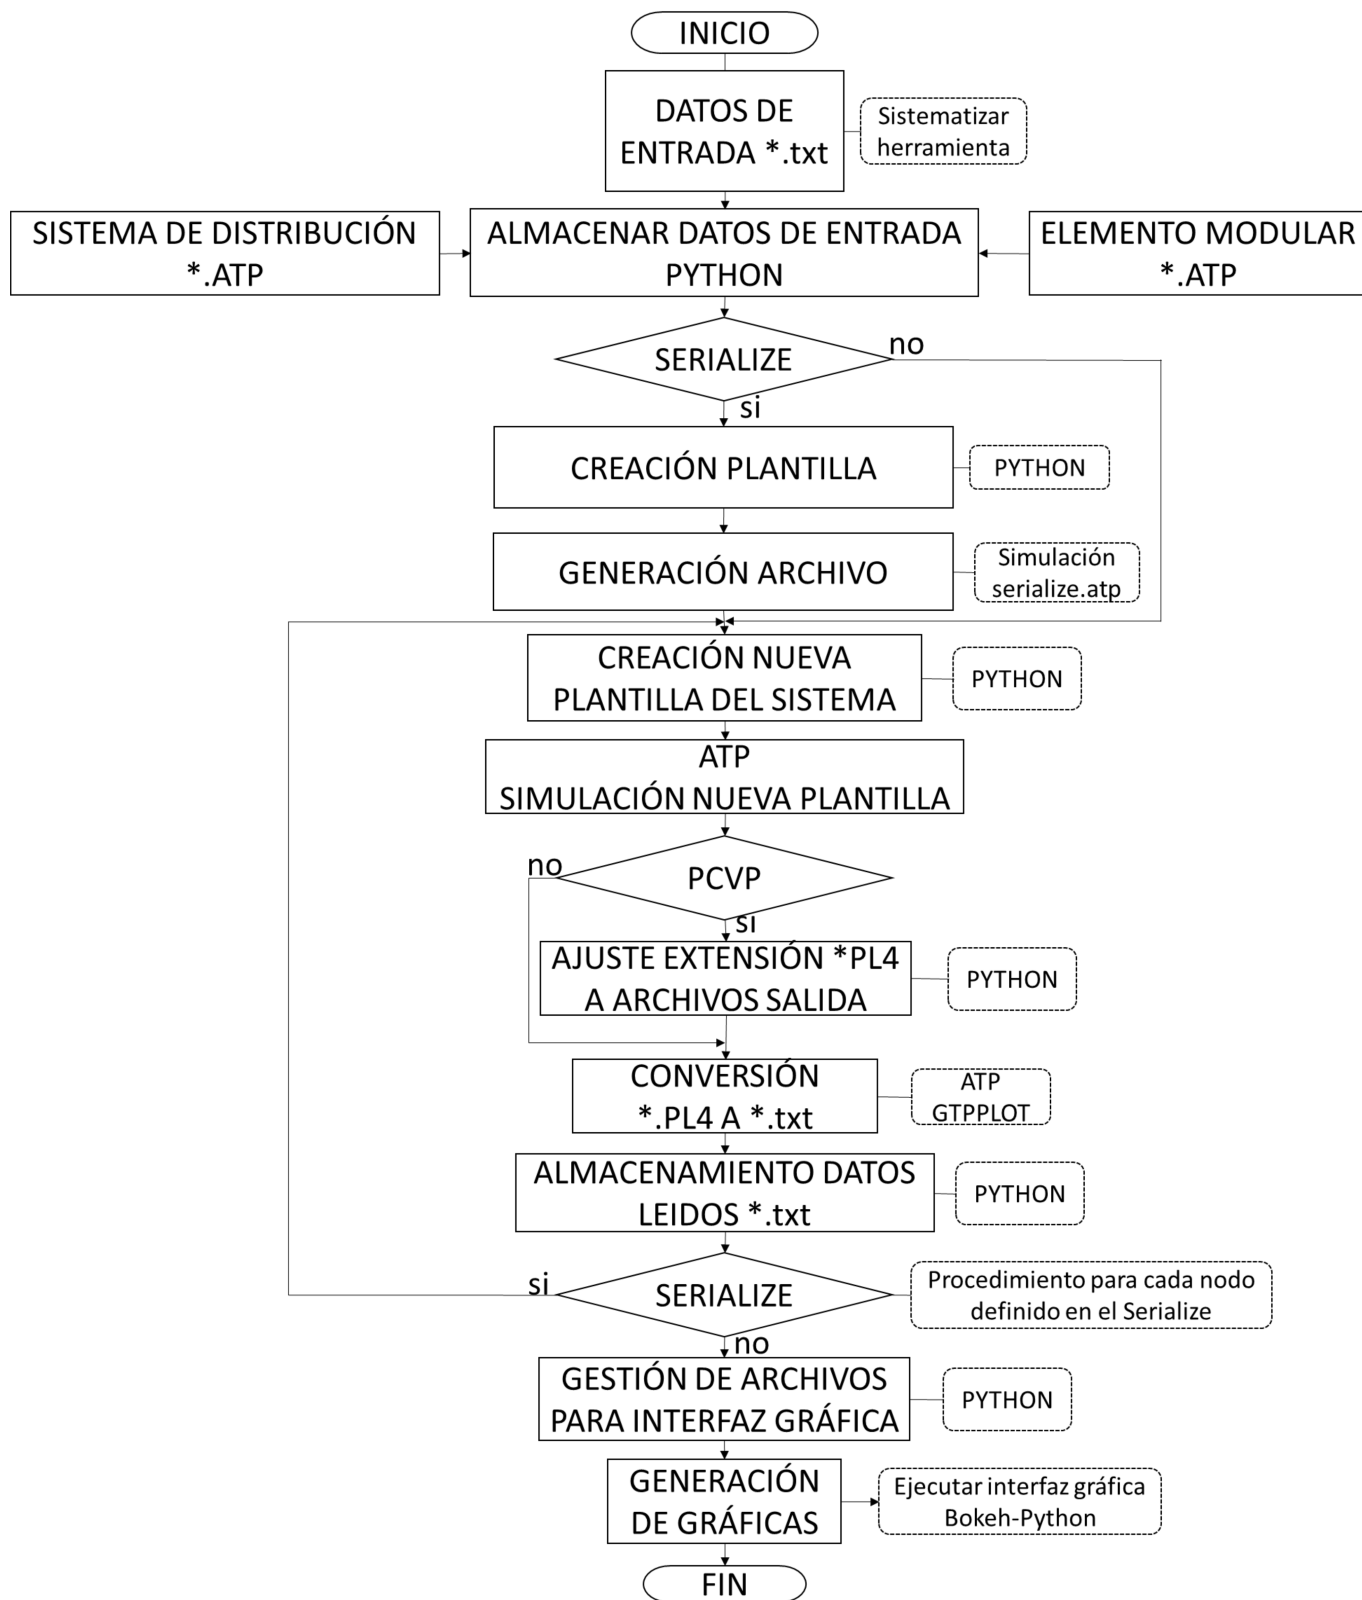 INICIO
DATOS DE
ENTRADA *.txt
Sistematizar
herramienta
SISTEMA DE DISTRIBUCIÓN
*.ATP
ALMACENAR DATOS DE ENTRADA
PYTHON
ELEMENTO MODULAR
*.ATP
SERIALIZE
no
si
CREACIÓN PLANTILLA
PYTHON
GENERACIÓN ARCHIVO
Simulación
serialize.atp
CREACIÓN NUEVA
PLANTILLA DEL SISTEMA
PYTHON
ATP
SIMULACIÓN NUEVA PLANTILLA
no
PCVP
si
AJUSTE EXTENSIÓN *PL4
A ARCHIVOS SALIDA
PYTHON
CONVERSIÓN
*.PL4 A *.txt
ATP
GTPPLOT
ALMACENAMIENTO DATOS
LEIDOS *.txt
PYTHON
si
SERIALIZE
Procedimiento para cada nodo
definido en el Serialize
no
GESTIÓN DE ARCHIVOS
PARA INTERFAZ GRÁFICA
PYTHON
GENERACIÓN
DE GRÁFICAS
Ejecutar interfaz gráfica
Bokeh-Python
FIN